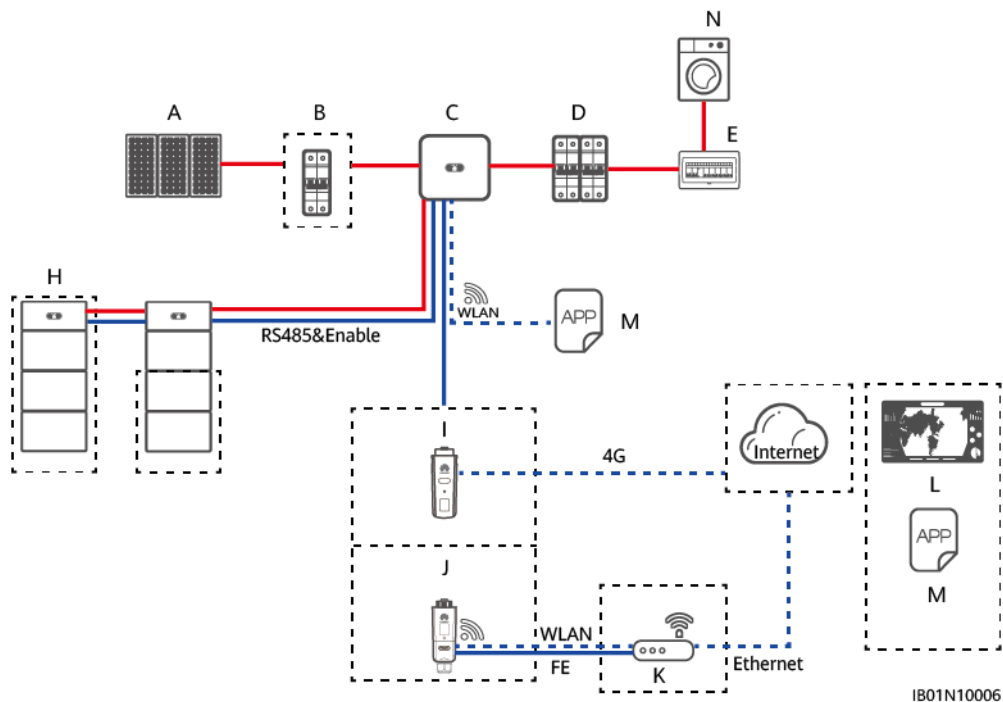 N
A
B
C
D
E
H
WLAN
APP
M
RS485&Enable
I
4G
Internet
L
APP
J
M
WLAN
FE
K
Ethernet
IB01N10006